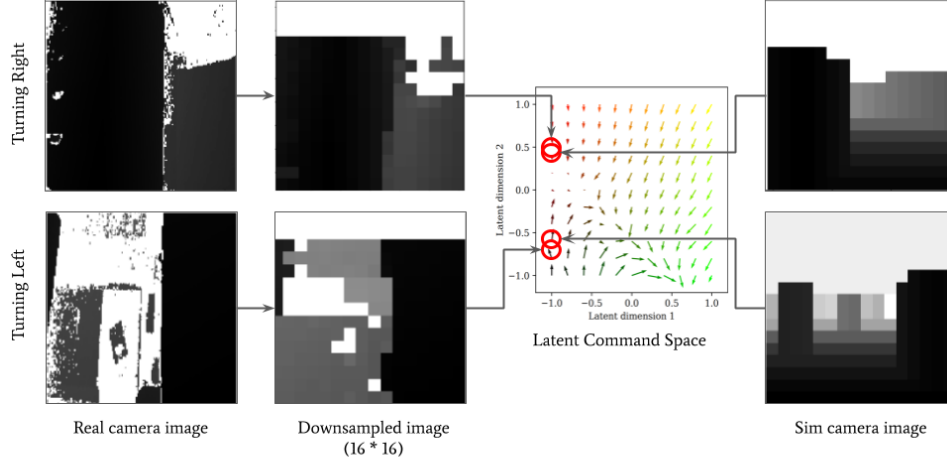 Turning Right
Turning Left
1.0
0.5
0.0
−0.5
−1.0
Latent dimension 2
−1.0 −0.5 0.0 0.5 1.0
Latent dimension 1
Latent Command Space
Real camera image
Downsampled image
(16 * 16)
Sim camera image